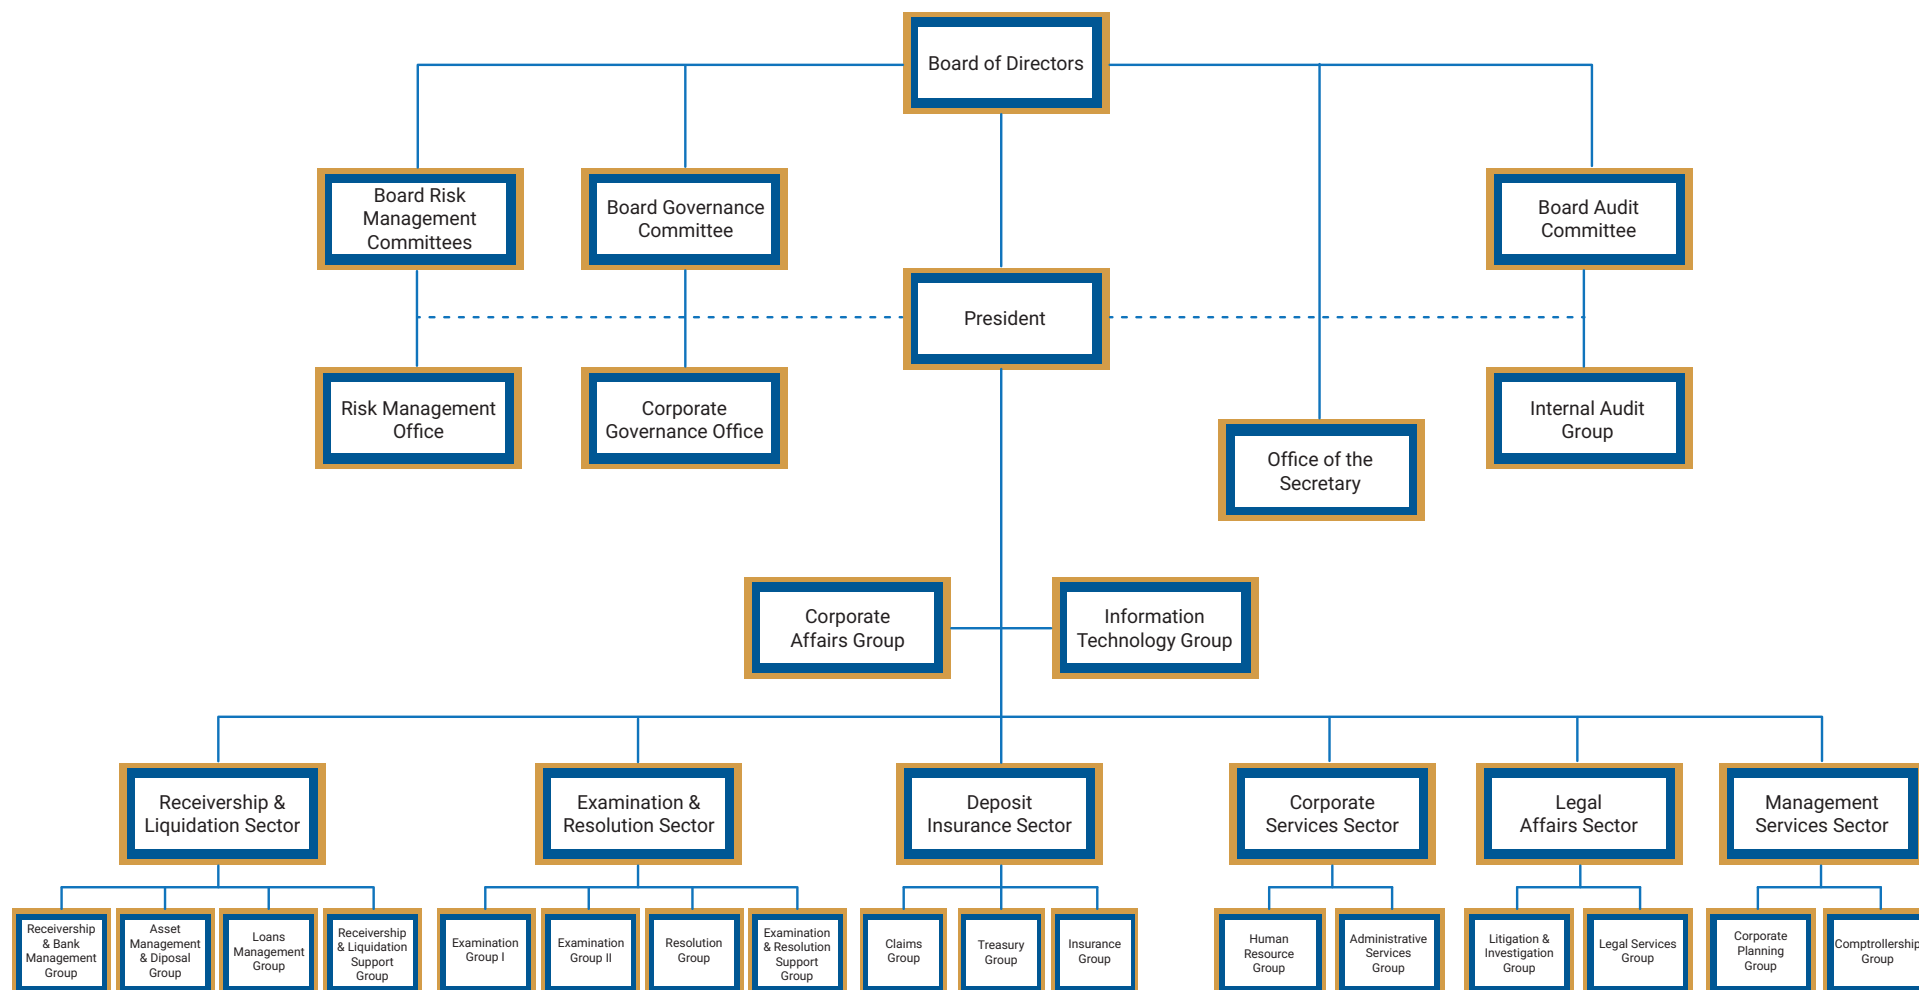 Board of Directors
Board Risk
Management
Committees
Board Governance
Committee
Board Audit
Committee
President
Risk Management
Office
Corporate
Governance Office
Internal Audit
Group
Office of the
Secretary
Corporate
Affairs Group
Information
Technology Group
Receivership &
Liquidation Sector
Examination &
Resolution Sector
Deposit
Insurance Sector
Corporate
Services Sector
Legal
Affairs Sector
Management
Services Sector
Receivership
& Bank
Management
Group
Asset
Management
& Diposal
Group
Loans
Management
Group
Receivership
& Liquidation
Support
Group
Examination
Group I
Examination
Group II
Resolution
Group
Examination
& Resolution
Support
Group
Claims
Group
Treasury
Group
Insurance
Group
Human
Resource
Group
Administrative
Services
Group
Litigation &
Investigation
Group
Legal Services
Group
Corporate
Planning
Group
Comptrollership
Group